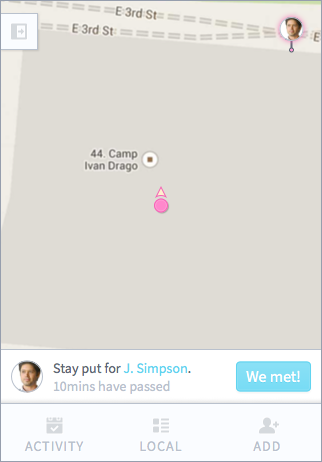 E 3rd St
E 3rd St
E
44. Camp
Ivan Drago
Stay put for J. Simpson.
10mins have passed
We met!
ACTIVITY
LOCAL
ADD